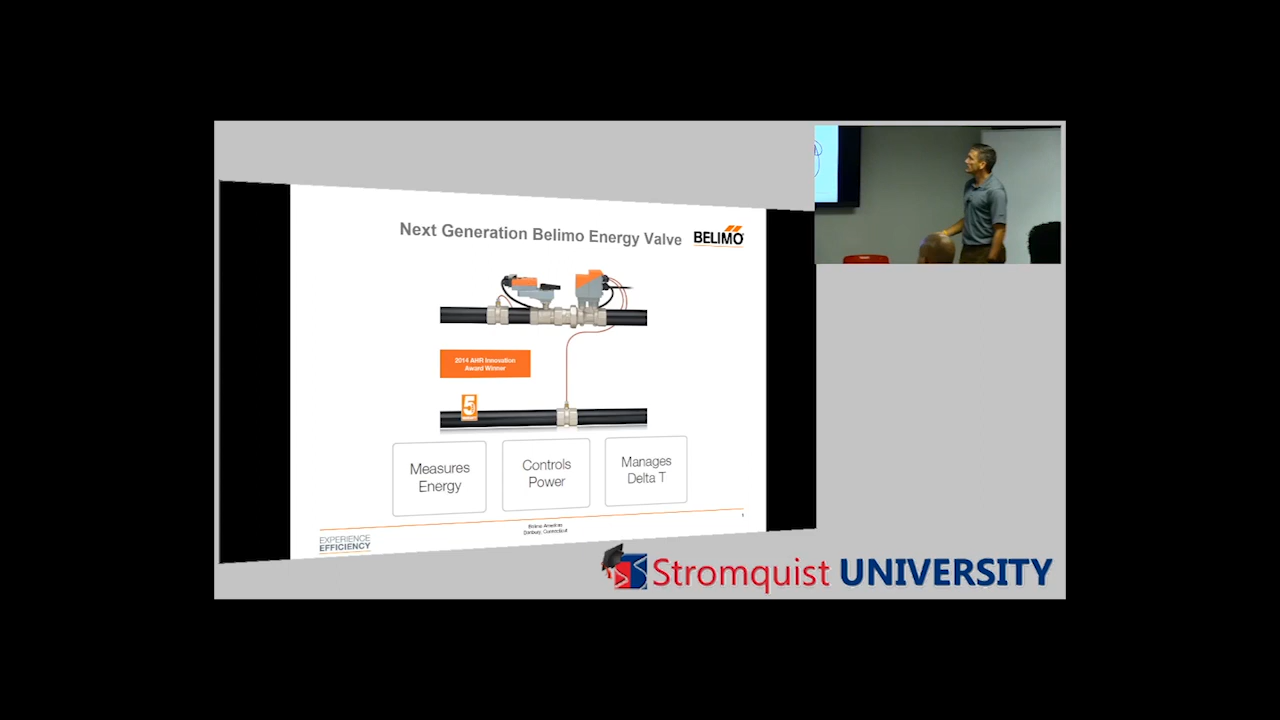 Next Generation Belimo Energy Valve
BELIMO
2014 AHR Innovation
Award Winner
5
Measures
Energy
Controls
Power
Manages
Delta T
Belimo Americas
Danbury, Connecticut
EXPERIENCE
EFFICIENCY
Stromquist UNIVERSITY